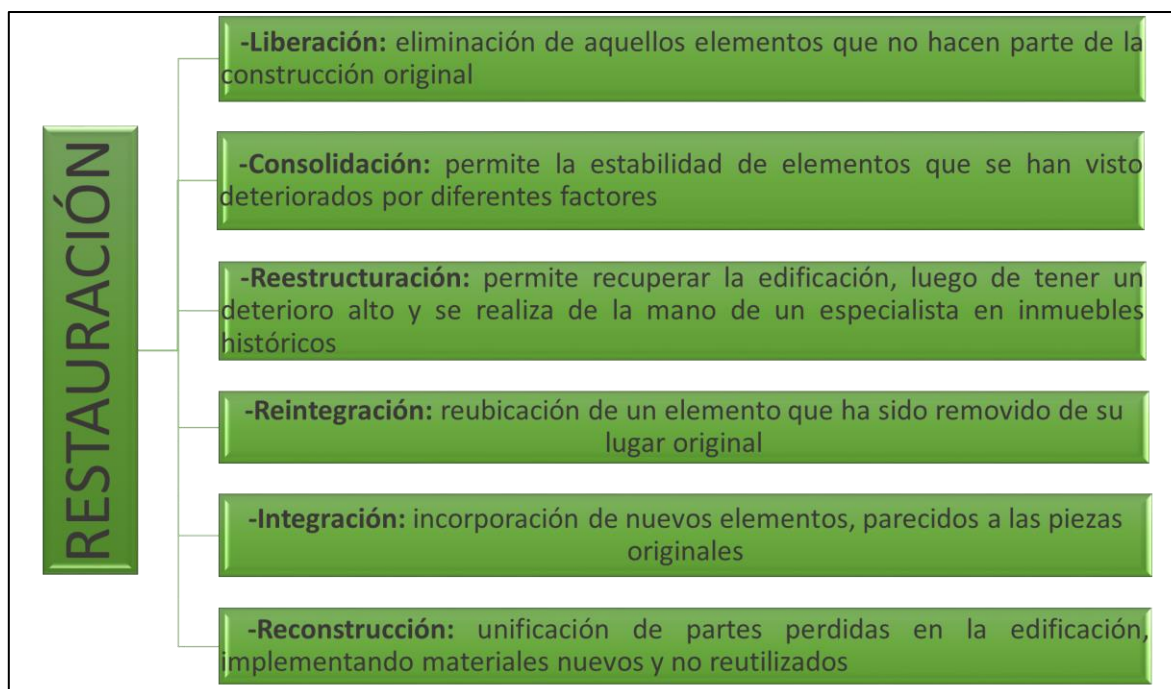 RESTAURACIÓN
-Liberación: eliminación de aquellos elementos que no hacen parte de la
construcción original
-Consolidación: permite la estabilidad de elementos que se han visto
deteriorados por diferentes factores
-Reestructuración: permite recuperar la edificación, luego de tener un
deterioro alto y se realiza de la mano de un especialista en inmuebles
históricos
-Reintegración: reubicación de un elemento que ha sido removido de su
lugar original
-Integración: incorporación de nuevos elementos, parecidos a las piezas
originales
-Reconstrucción: unificación de partes perdidas en la edificación,
implementando materiales nuevos y no reutilizados